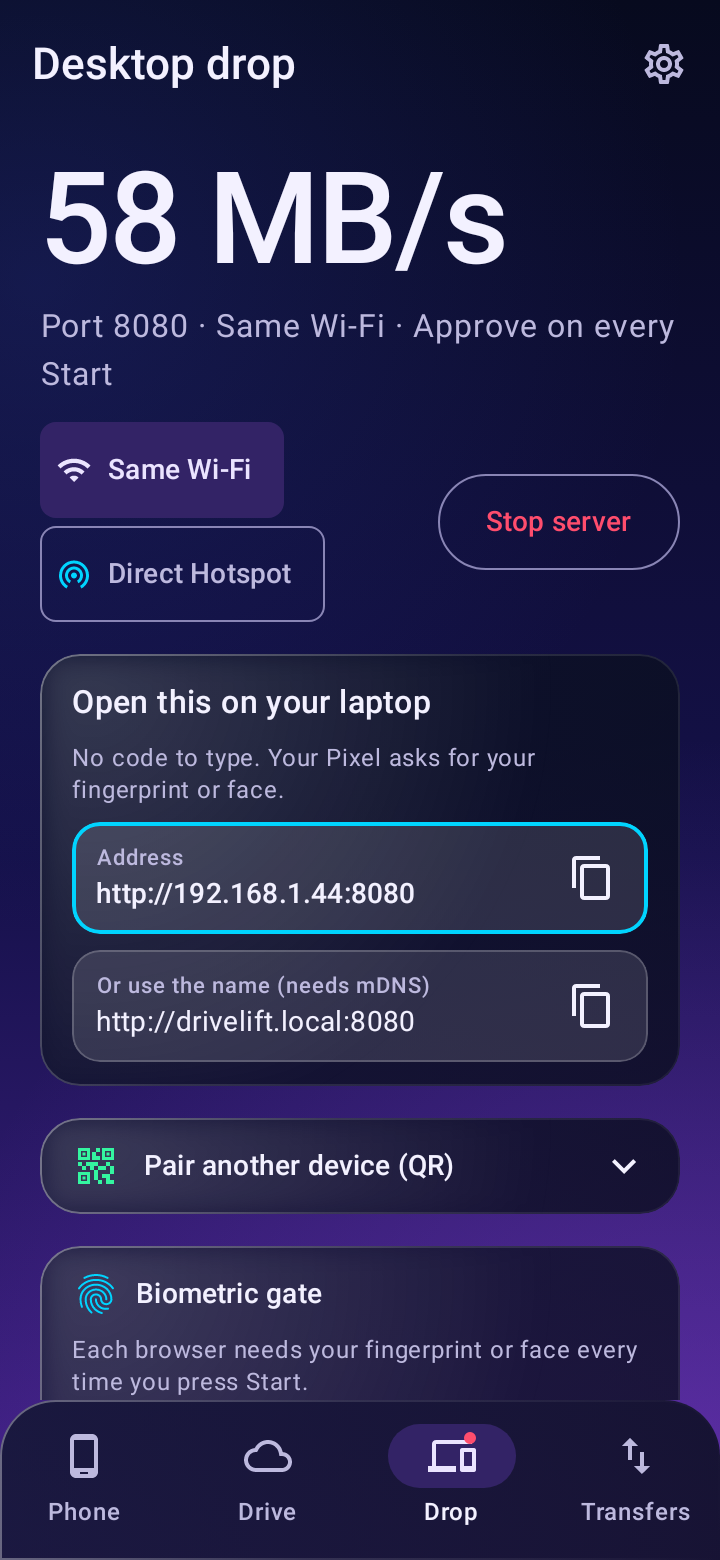 Desktop drop
58 MB/s
Port 8080 · Same Wi-Fi · Approve on every
Start
Same Wi-Fi
Direct Hotspot
Stop server
Open this on your laptop
No code to type. Your Pixel asks for your
fingerprint or face.
Address
http://192.168.1.44:8080
Or use the name (needs mDNS)
http://drivelift.local:8080
Pair another device (QR)
Biometric gate
Each browser needs your fingerprint or face every
time you press Start.
Phone
Drive
Drop
Transfers